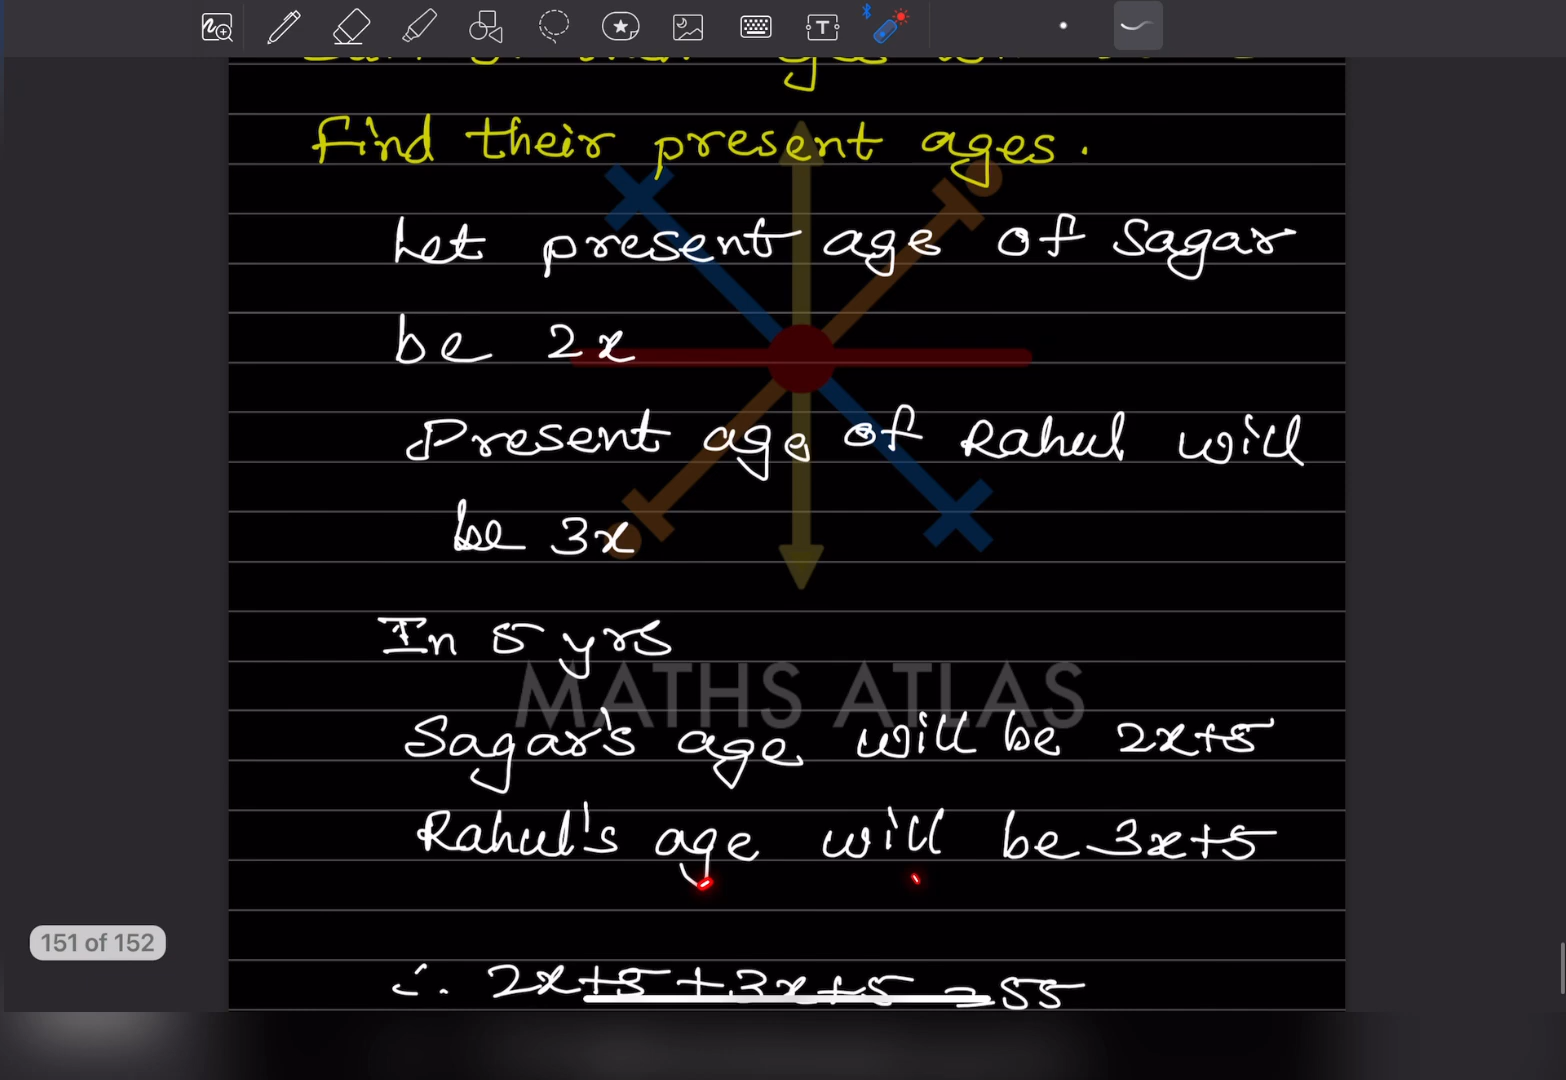 Find their present ages.
Let present age of Sagar
be 2x
Present age of Rahul will
be 3x
In 5 yrs
MATHS ATLAS
Sagar's age will be 2x+5
Rahul's age will be 3x+5
151 of 152
∴ 2x+5+3x+5=55